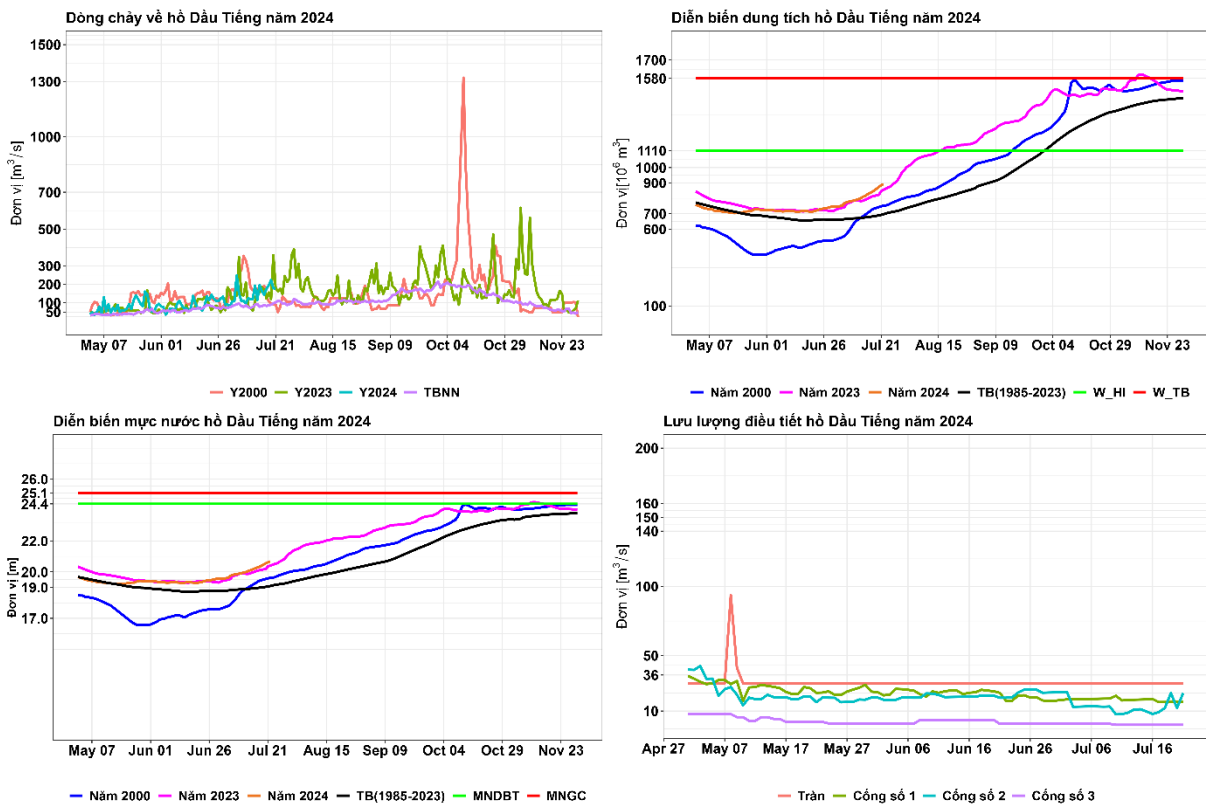 Dòng chảy về hồ Dầu Tiếng năm 2024
Đơn vị [m³/s]
1500
1300
1000
700
500
300
200
100
50
May 07 Jun 01 Jun 26 Jul 21 Aug 15 Sep 09 Oct 04 Oct 29 Nov 23
Y2000 Y2023 Y2024 TBNN
Diễn biến dung tích hồ Dầu Tiếng năm 2024
Đơn vị[10⁶ m³]
1700
1580
1110
1000
900
700
600
100
May 07 Jun 01 Jun 26 Jul 21 Aug 15 Sep 09 Oct 04 Oct 29 Nov 23
Năm 2000 Năm 2023 Năm 2024 TB(1985-2023) W_HI W_TB
Diễn biến mực nước hồ Dầu Tiếng năm 2024
Đơn vị [m]
26.0
25.1
24.4
22.0
20.0
19.0
17.0
May 07 Jun 01 Jun 26 Jul 21 Aug 15 Sep 09 Oct 04 Oct 29 Nov 23
Năm 2000 Năm 2023 Năm 2024 TB(1985-2023) MNDBT MNGC
Lưu lượng điều tiết hồ Dầu Tiếng năm 2024
Đơn vị [m³/s]
200
160
150
140
100
50
36
10
Apr 27 May 07 May 17 May 27 Jun 06 Jun 16 Jun 26 Jul 06 Jul 16
Tràn Cống số 1 Cống số 2 Cống số 3